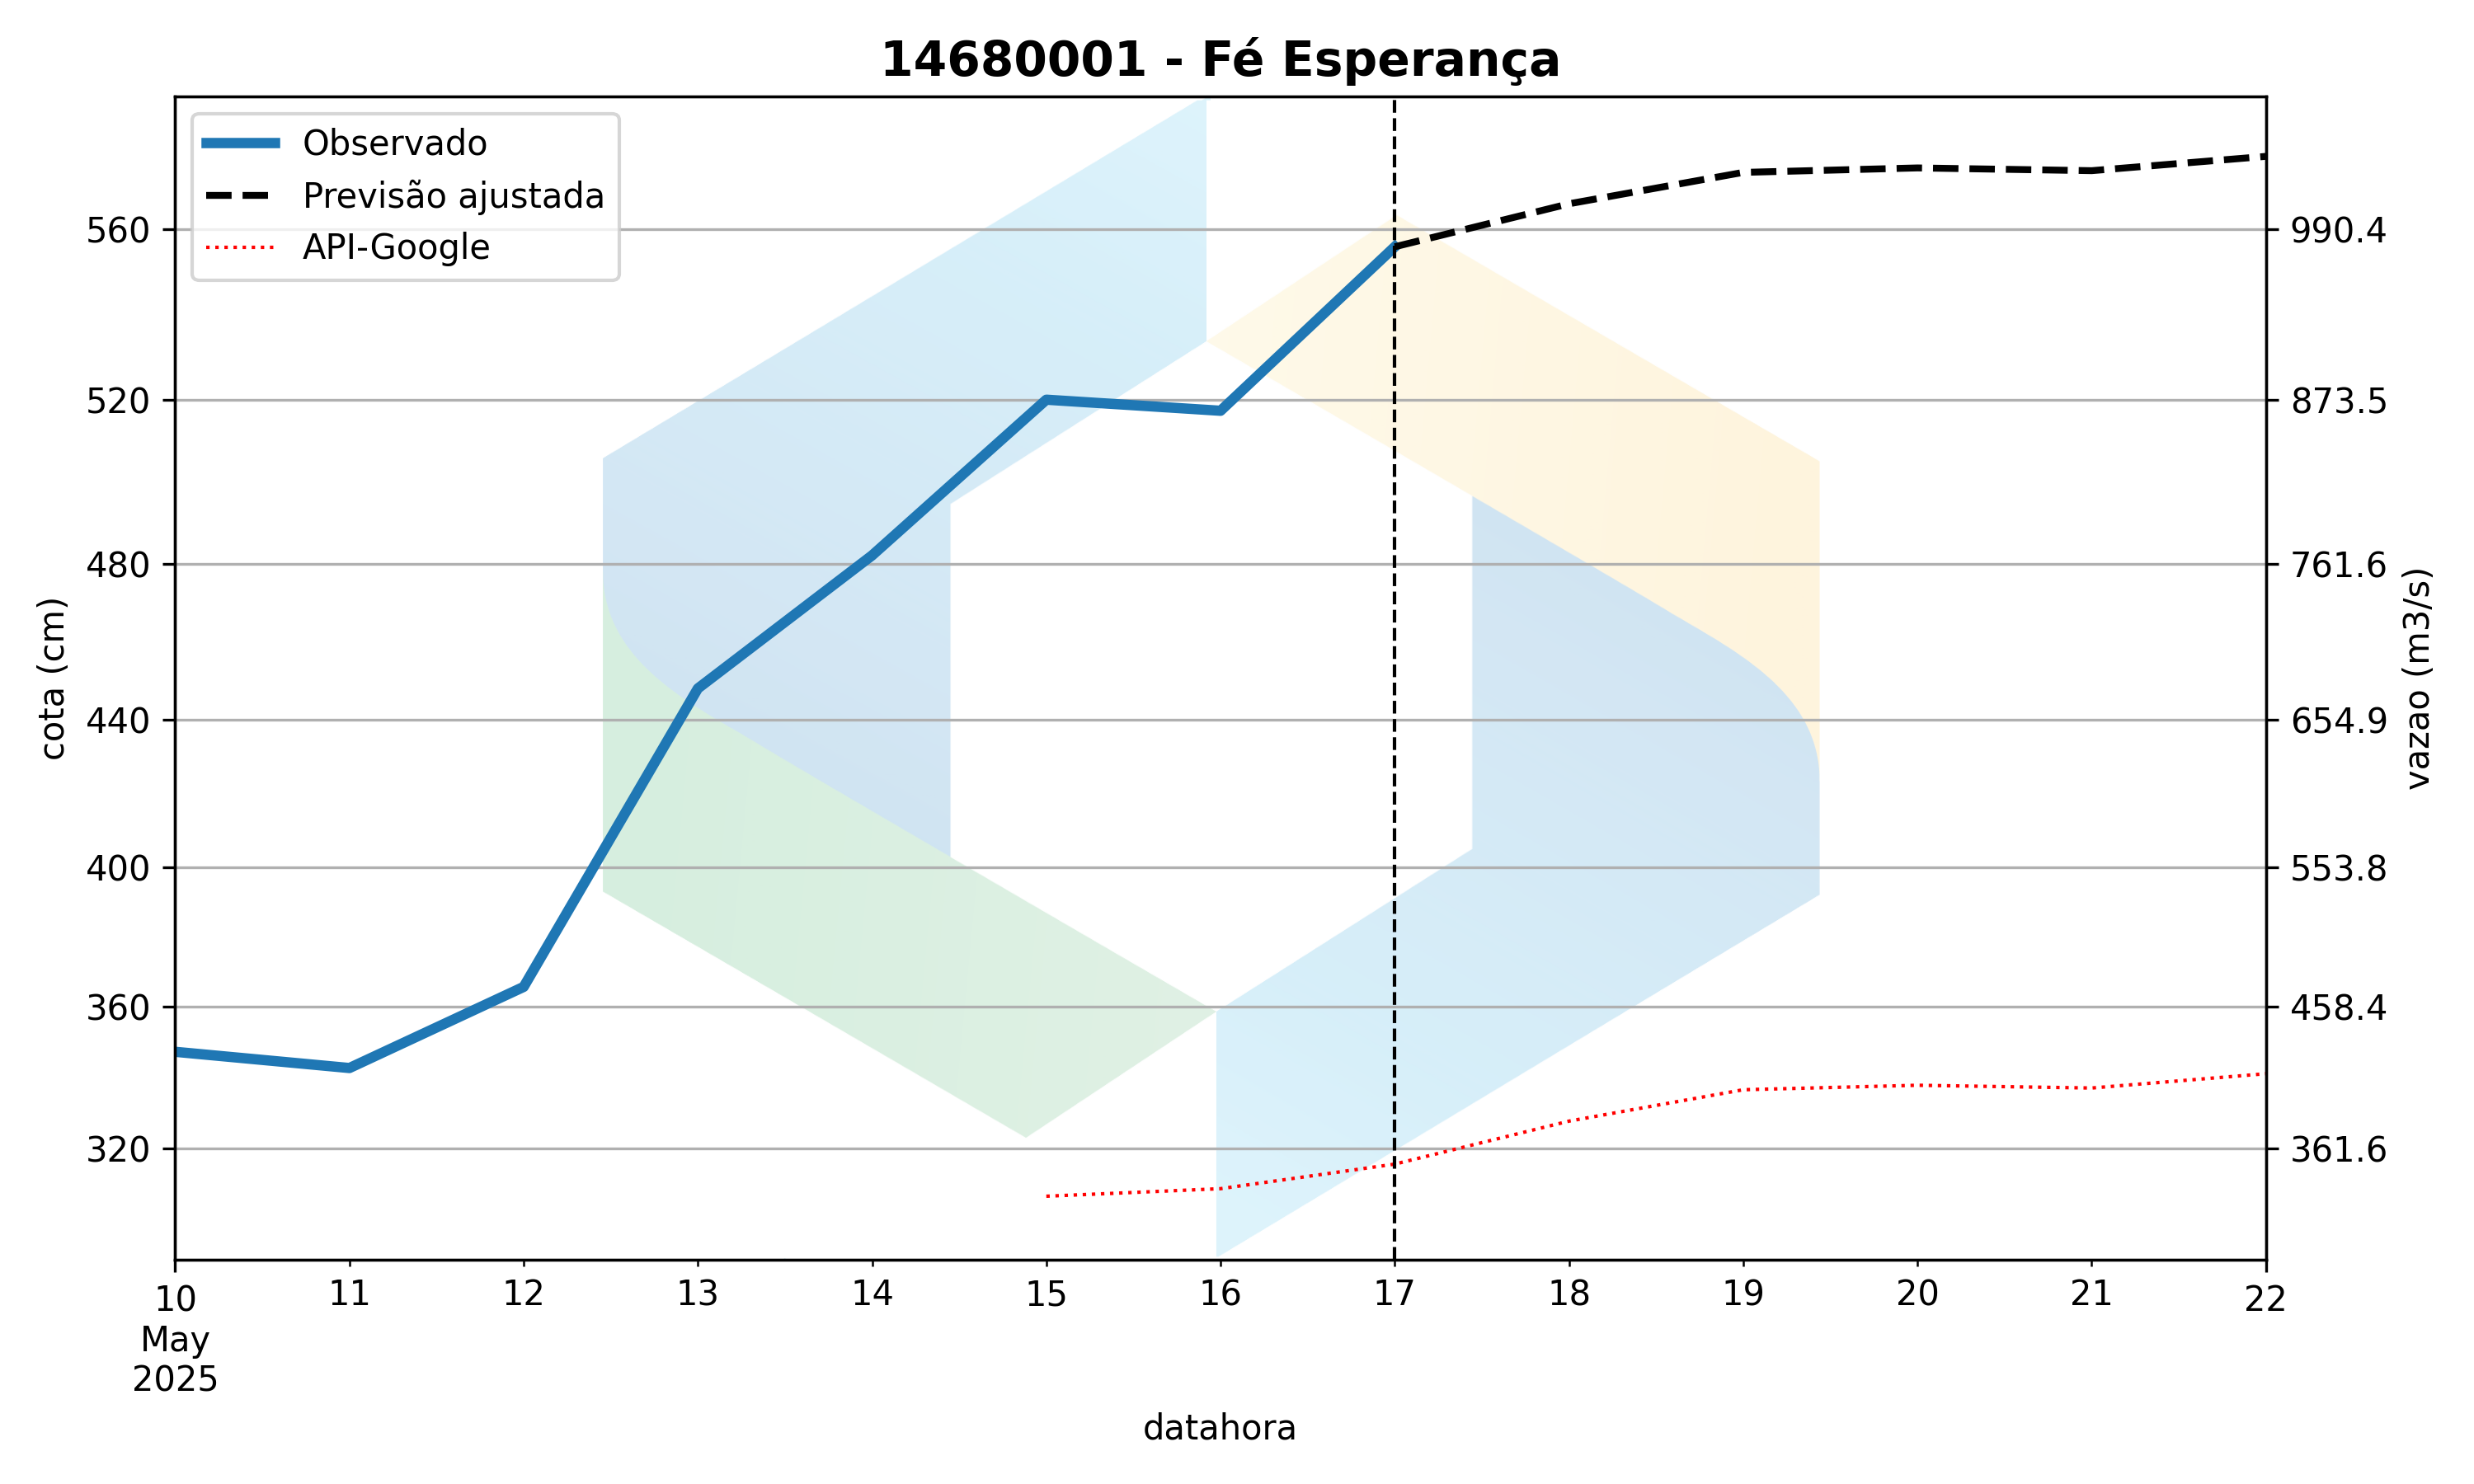 14680001 - Fé Esperança
Observado
Previsão ajustada
API-Google
560
520
480
440
400
360
320
cota (cm)
990.4
873.5
761.6
654.9
553.8
458.4
361.6
vazao (m3/s)
10 11 12 13 14 15 16 17 18 19 20 21 22
May
2025
datahora